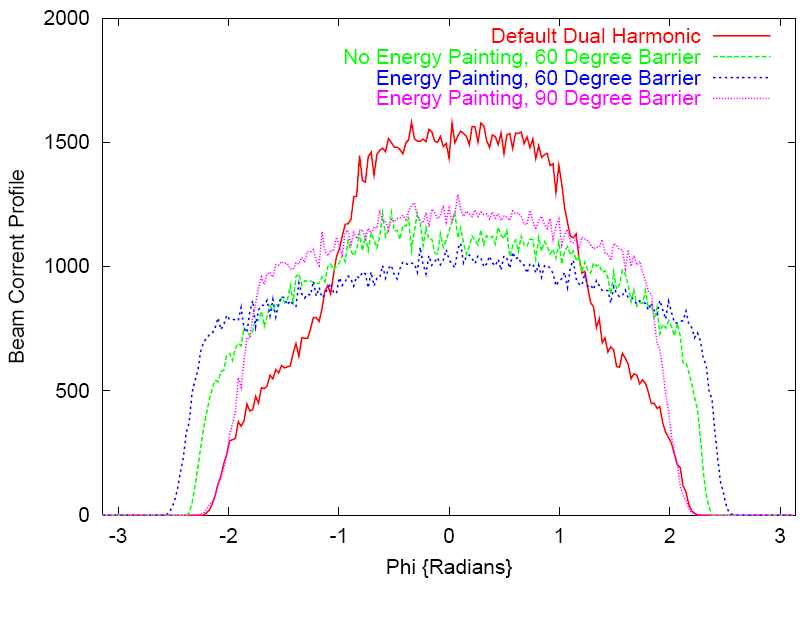 2000
1500
1000
500
0
Beam Corrent Profile
Default Dual Harmonic
No Energy Painting, 60 Degree Barrier
Energy Painting, 60 Degree Barrier
Energy Painting, 90 Degree Barrier
-3 -2 -1 0 1 2 3
Phi {Radians}